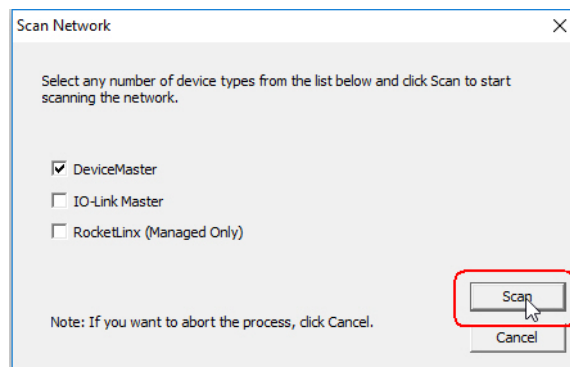 Scan Network
Select any number of device types from the list below and click Scan to start
scanning the network.
DeviceMaster
IO-Link Master
RocketLinx (Managed Only)
Scan
Note: If you want to abort the process, click Cancel.
Cancel